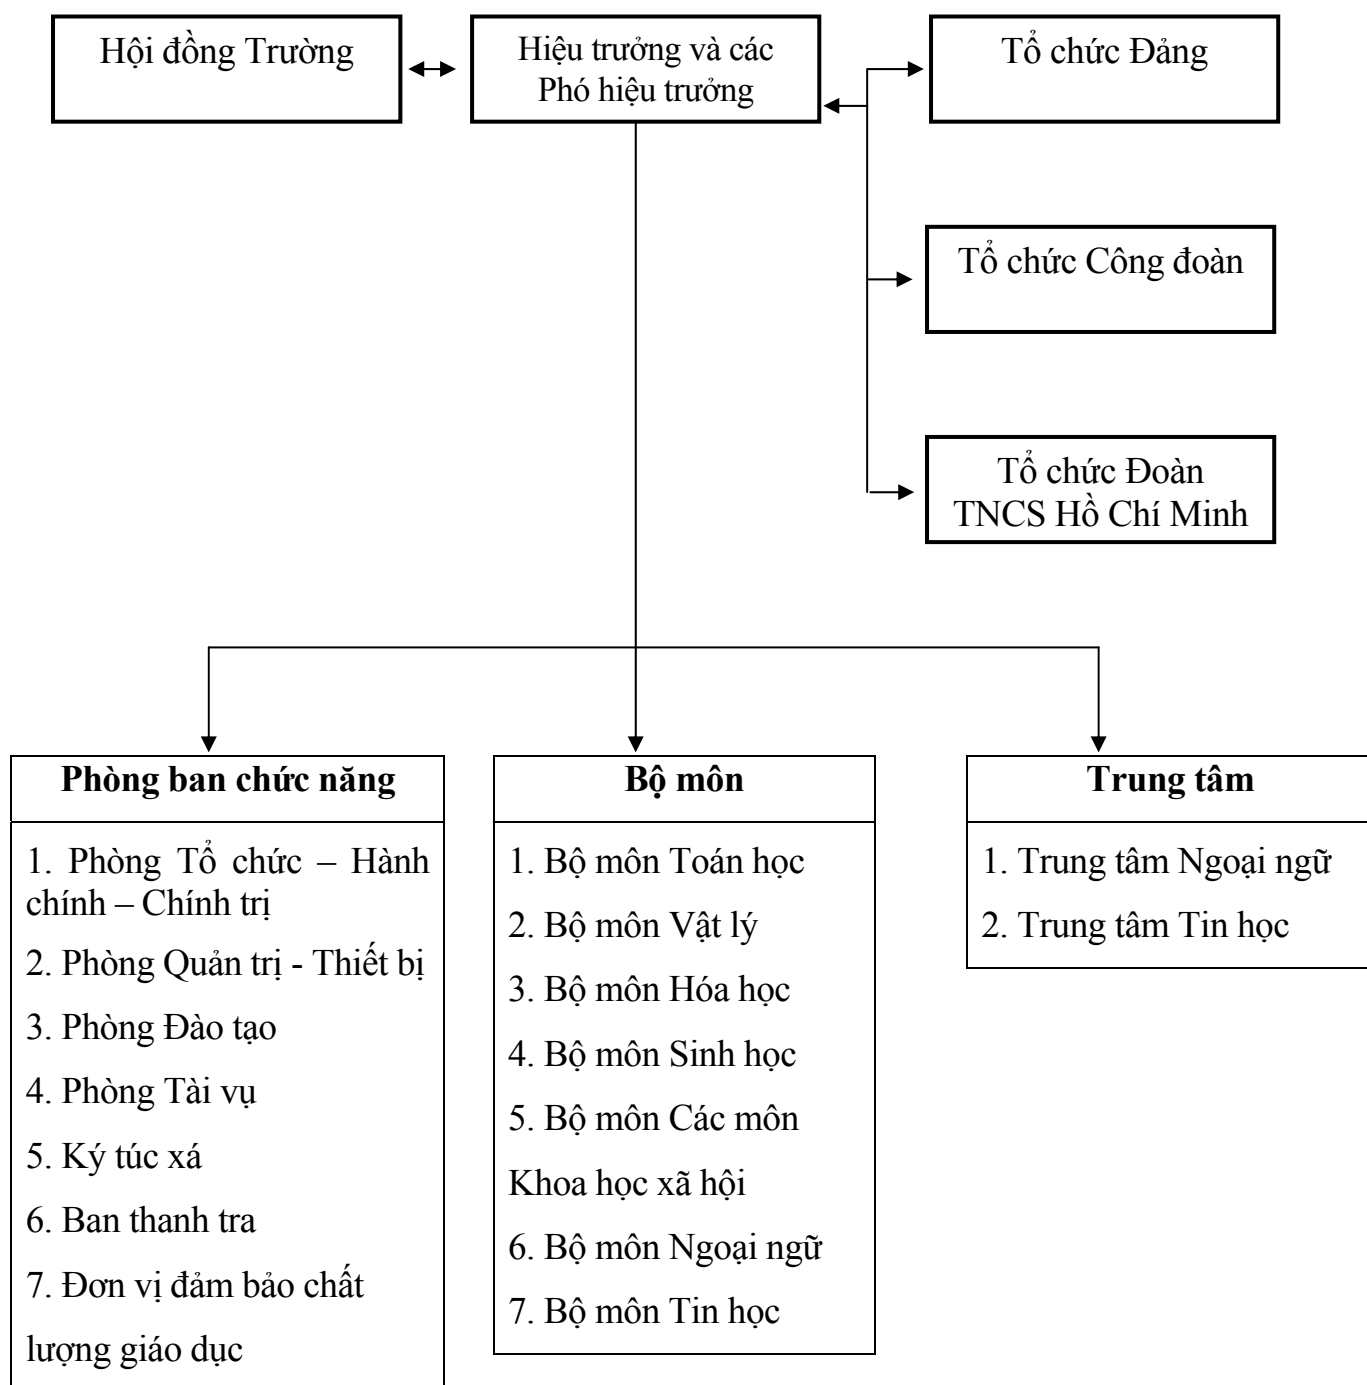 Hội đồng Trường
Hiệu trưởng và các
Phó hiệu trưởng
Tổ chức Đảng
Tổ chức Công đoàn
Tổ chức Đoàn
TNCS Hồ Chí Minh
Phòng ban chức năng
1. Phòng Tổ chức – Hành
chính – Chính trị
2. Phòng Quản trị - Thiết bị
3. Phòng Đào tạo
4. Phòng Tài vụ
5. Ký túc xá
6. Ban thanh tra
7. Đơn vị đảm bảo chất
lượng giáo dục
Bộ môn
1. Bộ môn Toán học
2. Bộ môn Vật lý
3. Bộ môn Hóa học
4. Bộ môn Sinh học
5. Bộ môn Các môn
Khoa học xã hội
6. Bộ môn Ngoại ngữ
7. Bộ môn Tin học
Trung tâm
1. Trung tâm Ngoại ngữ
2. Trung tâm Tin học